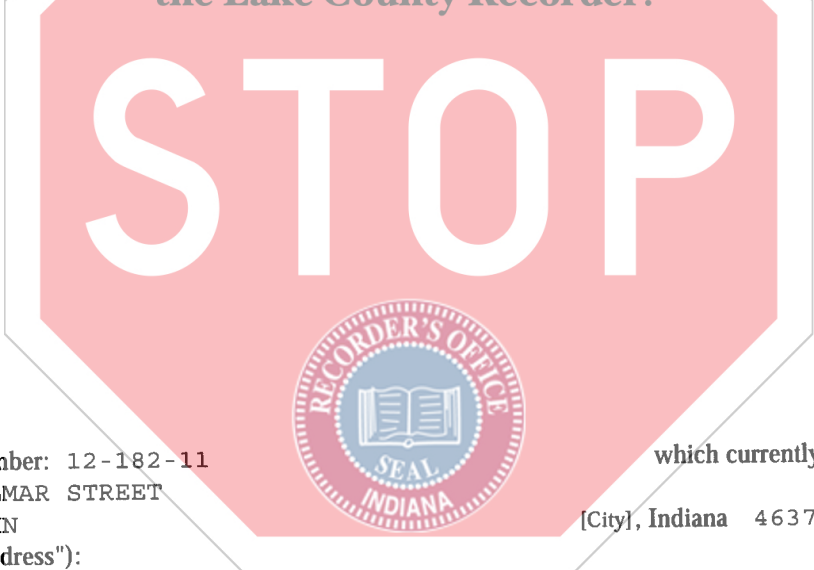 the Lake County Recorder!
STOP
RECORDER'S OFFICE
SEAL
INDIANA
nber: 12-182-11
which currently
MAR STREET
[City], Indiana 4637
dress"):